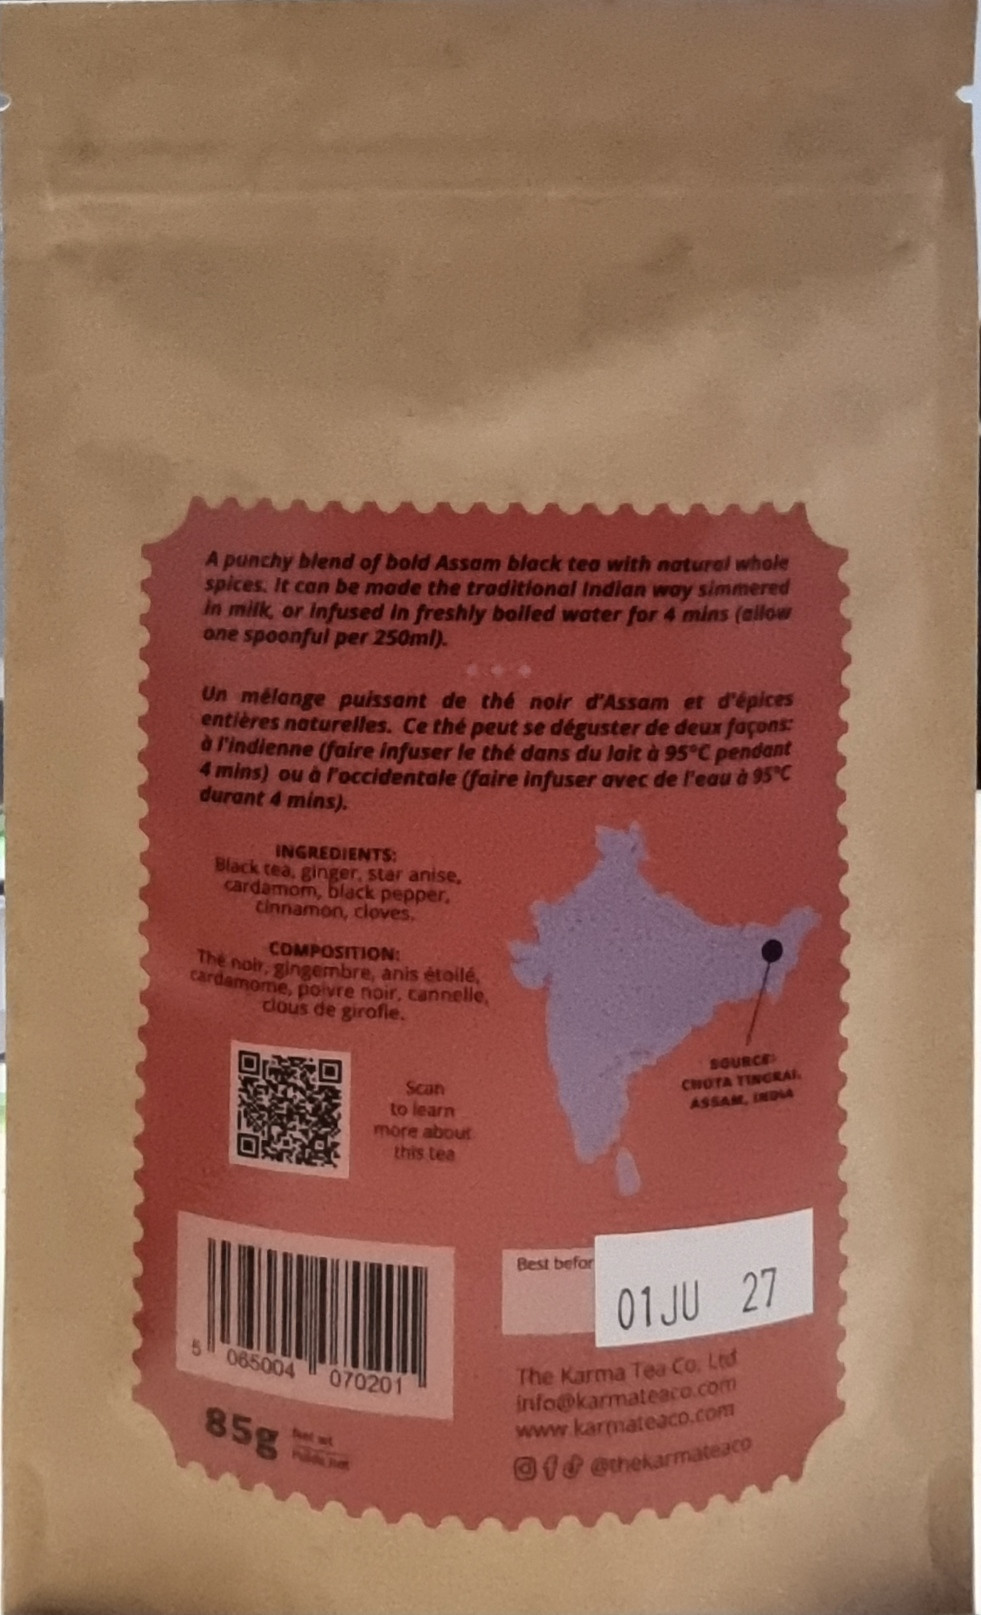 A punchy blend of bold Assam black tea with natural whole
spices. It can be made the traditional Indian way simmered
in milk, or infused in freshly boiled water for 4 mins (allow
one spoonful per 250ml).
Un mélange puissant de thé noir d'Assam et d'épices
entières naturelles. Ce thé peut se déguster de deux façons:
à l'indienne (faire infuser le thé dans du lait à 95°C pendant
4 mins) ou à l'occidentale (faire infuser avec de l'eau à 95°C
durant 4 mins).
INGREDIENTS:
Black tea, ginger, star anise,
cardamom, black pepper,
cinnamon, cloves.
COMPOSITION:
Thé noir, gingembre, anis étoilé,
cardamome, poivre noir, cannelle,
clous de girofle.
Scan
to learn
more about
this tea
SOURCE:
CHOTA TINGRAI,
ASSAM, INDIA
5 065004 070201
85g
Net wt
Poids net
Best befor
01JU 27
The Karma Tea Co. Ltd
info@karmateaco.com
www.karmateaco.com
@thekarmateaco